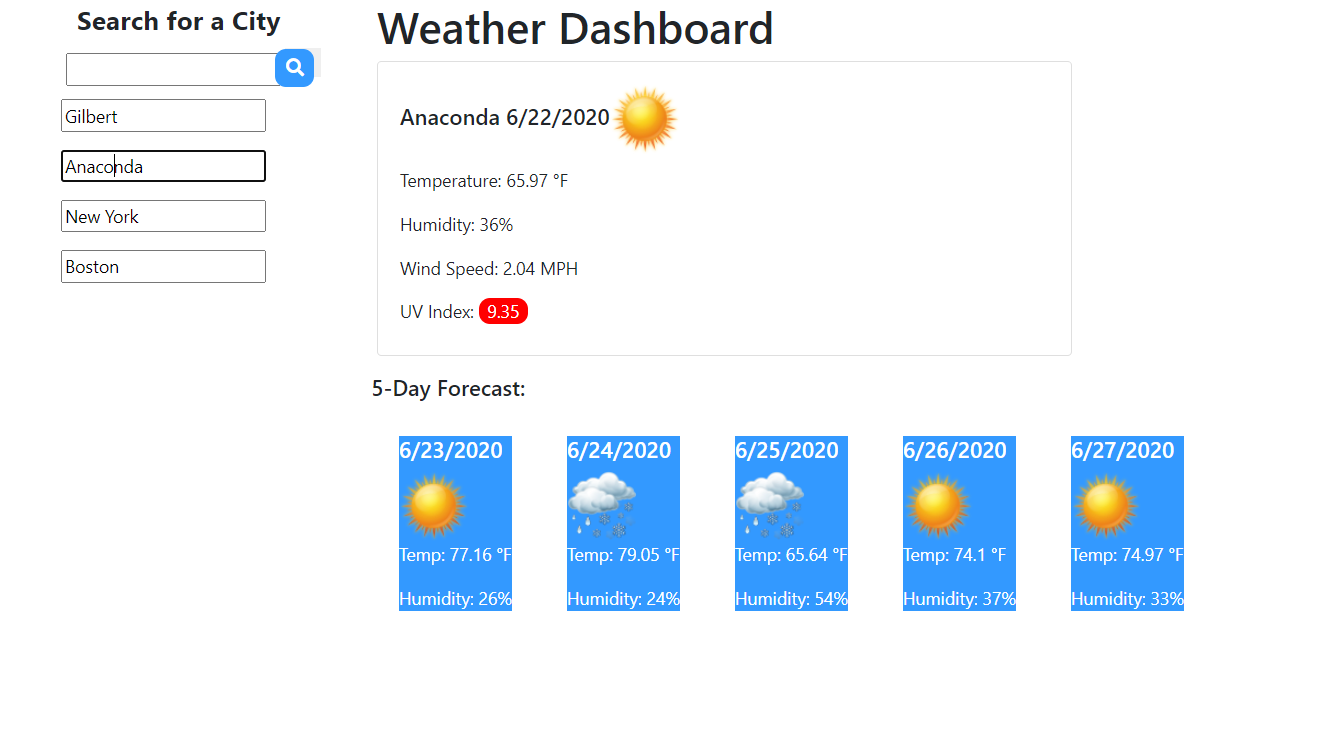 Search for a City
Gilbert
Anaconda
New York
Boston
Weather Dashboard
Anaconda 6/22/2020
Temperature: 65.97 °F
Humidity: 36%
Wind Speed: 2.04 MPH
UV Index: 9.35
5-Day Forecast:
6/23/2020
Temp: 77.16 °F
Humidity: 26%
6/24/2020
Temp: 79.05 °F
Humidity: 24%
6/25/2020
Temp: 65.64 °F
Humidity: 54%
6/26/2020
Temp: 74.1 °F
Humidity: 37%
6/27/2020
Temp: 74.97 °F
Humidity: 33%